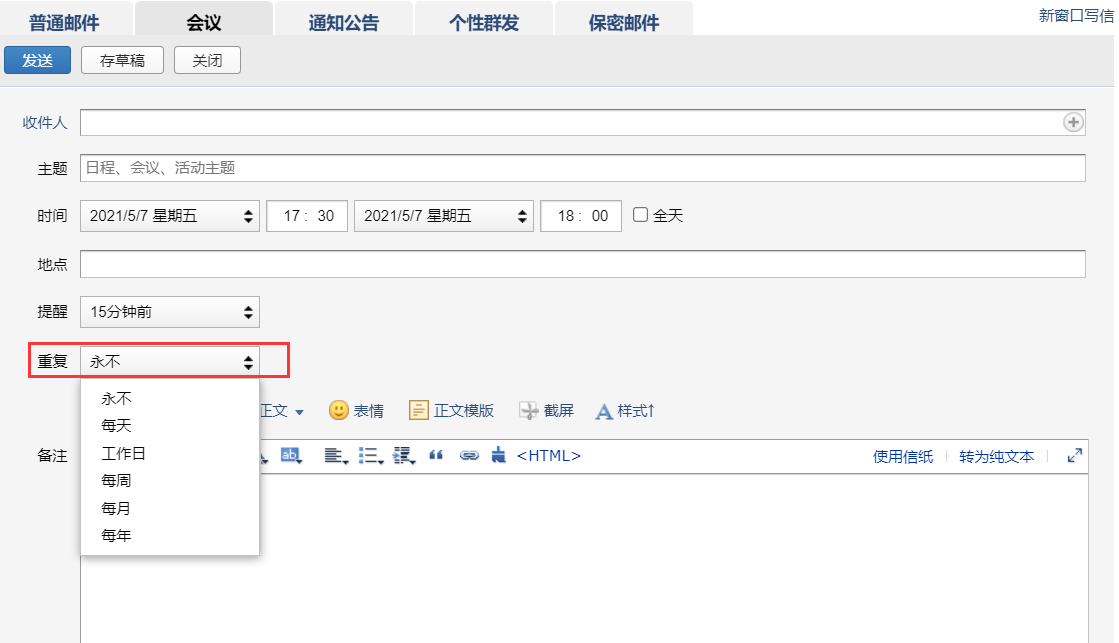 普通邮件 会议 通知公告 个性群发 保密邮件 新窗口写信
发送 存草稿 关闭
收件人
主题 日程、会议、活动主题
时间 2021/5/7 星期五 17 : 30 2021/5/7 星期五 18 : 00 全天
地点
提醒 15分钟前
重复 永不
永不
每天
工作日
每周
每月
每年
正文 表情 正文模版 截屏 样式↑
备注 <HTML> 使用信纸 转为纯文本